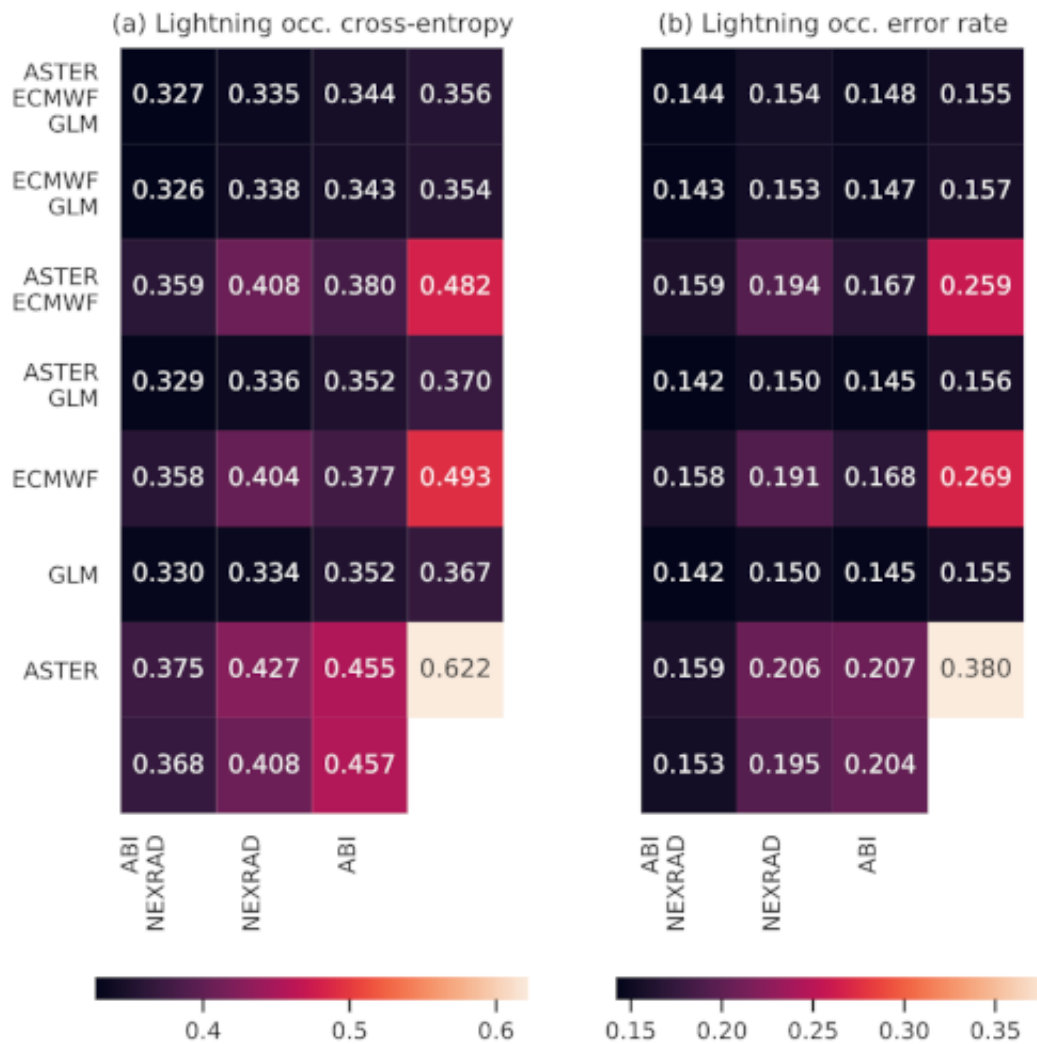 (a) Lightning occ. cross-entropy
(b) Lightning occ. error rate
ASTER
ECMWF
GLM
0.327 0.335 0.344 0.356
0.144 0.154 0.148 0.155
ECMWF
GLM
0.326 0.338 0.343 0.354
0.143 0.153 0.147 0.157
ASTER
ECMWF
0.359 0.408 0.380 0.482
0.159 0.194 0.167 0.259
ASTER
GLM
0.329 0.336 0.352 0.370
0.142 0.150 0.145 0.156
ECMWF
0.358 0.404 0.377 0.493
0.158 0.191 0.168 0.269
GLM
0.330 0.334 0.352 0.367
0.142 0.150 0.145 0.155
ASTER
0.375 0.427 0.455 0.622
0.159 0.206 0.207 0.380
0.368 0.408 0.457
0.153 0.195 0.204
ABI
NEXRAD
NEXRAD
ABI
ABI
NEXRAD
NEXRAD
ABI
0.4 0.5 0.6
0.15 0.20 0.25 0.30 0.35